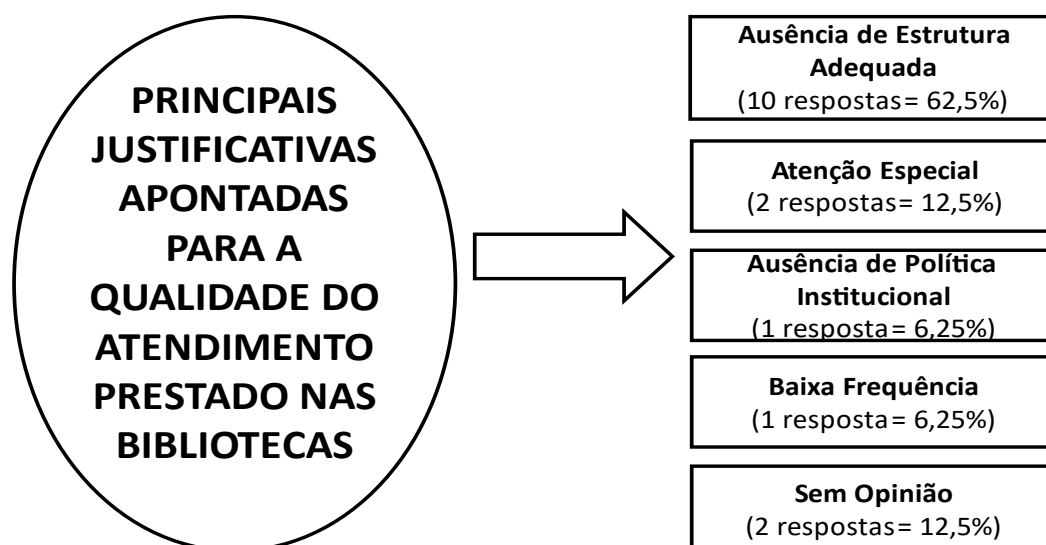 PRINCIPAIS
JUSTIFICATIVAS
APONTADAS
PARA A
QUALIDADE DO
ATENDIMENTO
PRESTADO NAS
BIBLIOTECAS
Ausência de Estrutura
Adequada
(10 respostas= 62,5%)
Atenção Especial
(2 respostas= 12,5%)
Ausência de Política
Institucional
(1 resposta= 6,25%)
Baixa Frequência
(1 resposta= 6,25%)
Sem Opinião
(2 respostas= 12,5%)